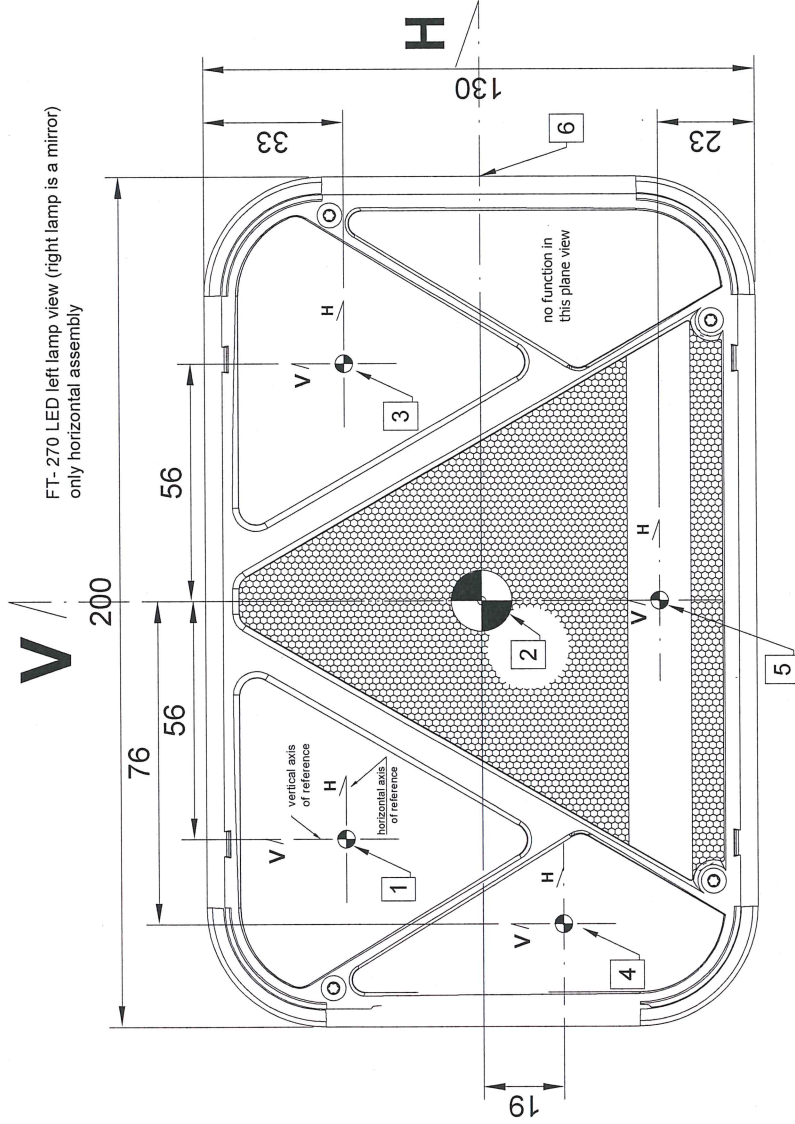 FT- 270 LED left lamp view (right lamp is a mirror)
only horizontal assembly
V
H
200
130
76
56
56
33
23
19
vertical axis
of reference
V
H
horizontal axis
of reference
1
V
H
3
no function in
this plane view
6
2
V
H
4
V
H
5